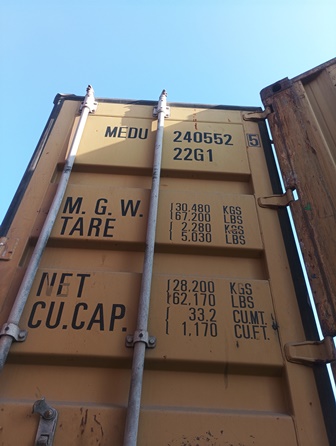 MEDU 240552 5
22G1
M.G.W. 30.480 KGS
67.200 LBS
TARE 2.280 KGS
5.030 LBS
NET 28.200 KGS
62.170 LBS
CU.CAP. 33.2 CU.MT.
1.170 CU.FT.